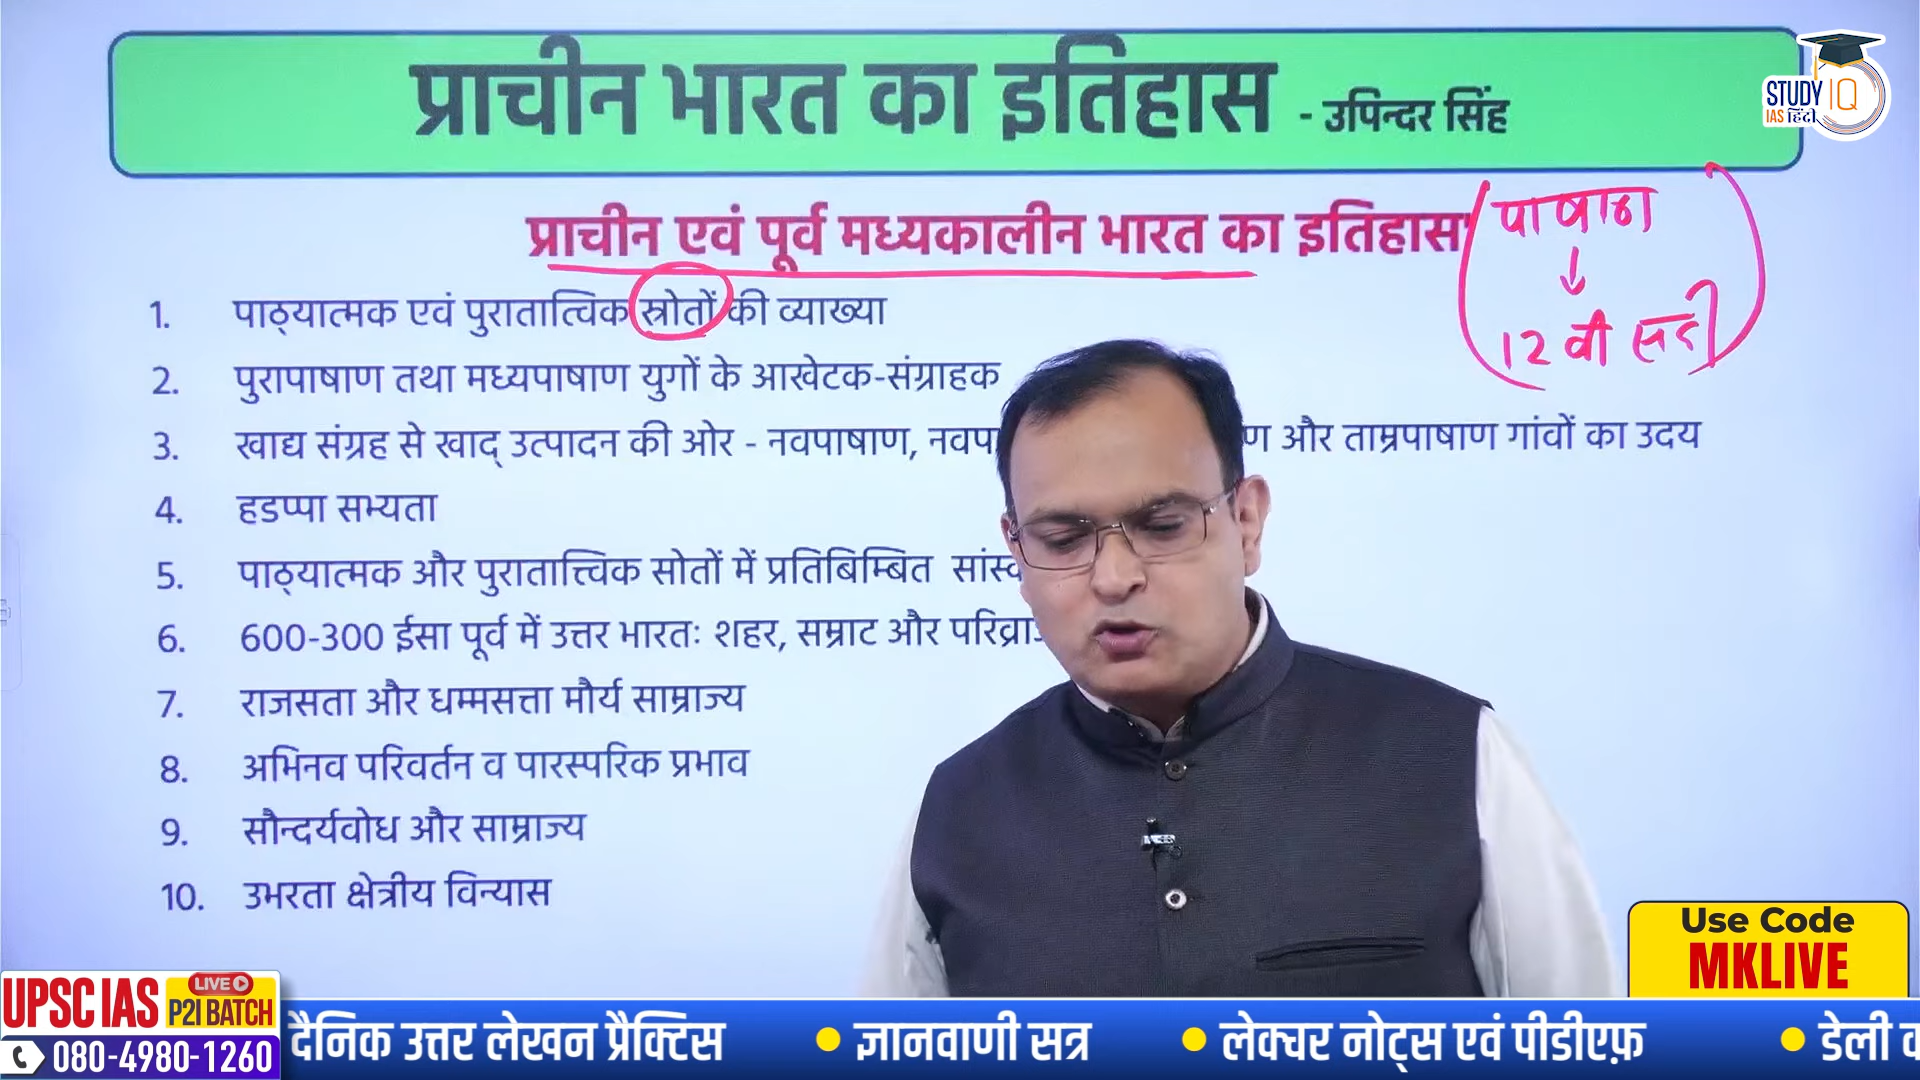 प्राचीन भारत का इतिहास - उपिन्दर सिंह
STUDY IQ
IAS हिंदी
प्राचीन एवं पूर्व मध्यकालीन भारत का इतिहास
पाषाण
↓
12 वी सदी
1. पाठ्यात्मक एवं पुरातात्विक स्रोतों की व्याख्या
2. पुरापाषाण तथा मध्यपाषाण युगों के आखेटक-संग्राहक
3. खाद्य संग्रह से खाद् उत्पादन की ओर - नवपाषाण, और ताम्रपाषाण गांवों का उदय
4. हडप्पा सभ्यता
5. पाठ्यात्मक और पुरातात्त्विक सोतों में प्रतिबिम्बित
6. 600-300 ईसा पूर्व में उत्तर भारतः शहर, सम्राट और
7. राजसता और धम्मसत्ता मौर्य साम्राज्य
8. अभिनव परिवर्तन व पारस्परिक प्रभाव
9. सौन्दर्यवोध और साम्राज्य
10. उभरता क्षेत्रीय विन्यास
Use Code
MKLIVE
UPSC IAS LIVE P2I BATCH
080-4980-1260
दैनिक उत्तर लेखन प्रैक्टिस • ज्ञानवाणी सत्र • लेक्चर नोट्स एवं पीडीएफ़ • डेली